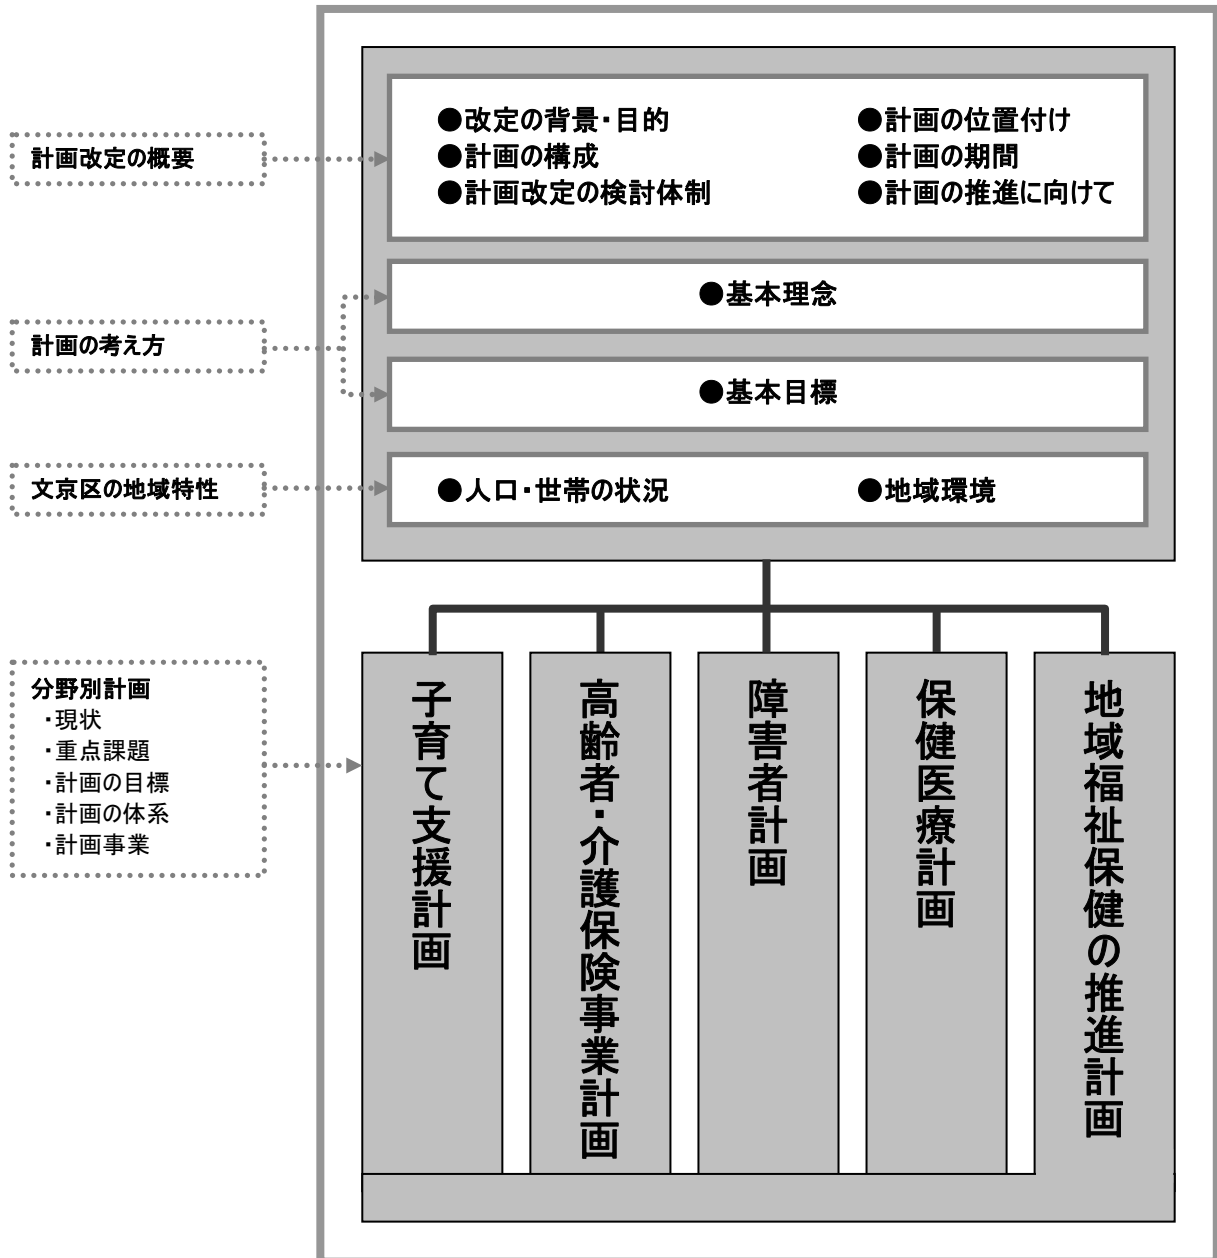 計画改定の概要
●改定の背景・目的
●計画の位置付け
●計画の構成
●計画の期間
●計画改定の検討体制
●計画の推進に向けて
計画の考え方
●基本理念
●基本目標
文京区の地域特性
●人口・世帯の状況
●地域環境
分野別計画
・現状
・重点課題
・計画の目標
・計画の体系
・計画事業
子育て支援計画
高齢者・介護保険事業計画
障害者計画
保健医療計画
地域福祉保健の推進計画